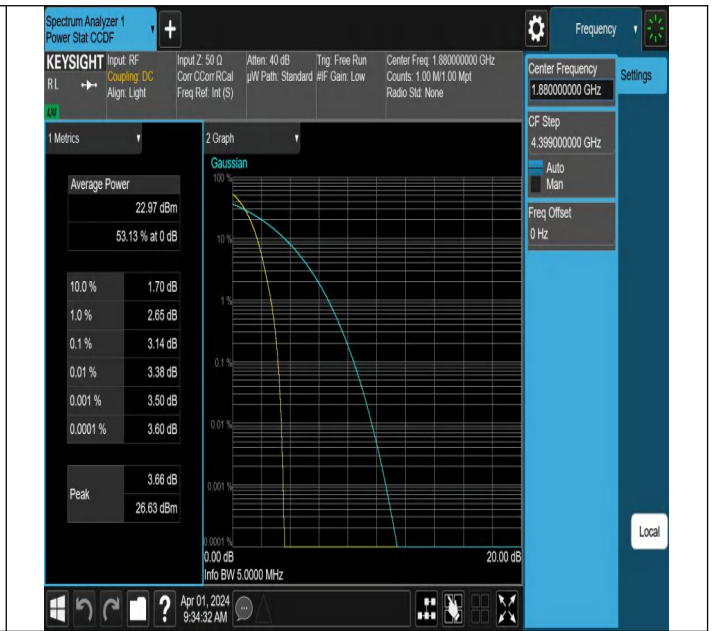 Spectrum Analyzer 1
Power Stat CCDF
Frequency
KEYSIGHT
RL
Input: RF
Coupling: DC
Align: Light
Input Z: 50 Ω
Corr CCorr RCal
Freq Ref: Int (S)
Atten: 40 dB
µW Path: Standard
Trig: Free Run
#IF Gain: Low
Center Freq: 1.880000000 GHz
Counts: 1.00 M/1.00 Mpt
Radio Std: None
Center Frequency
1.880000000 GHz
Settings
CF Step
4.399000000 GHz
Auto
Man
Freq Offset
0 Hz
1 Metrics
Average Power
22.97 dBm
53.13 % at 0 dB
10.0 % 1.70 dB
1.0 % 2.65 dB
0.1 % 3.14 dB
0.01 % 3.38 dB
0.001 % 3.50 dB
0.0001 % 3.60 dB
Peak
3.66 dB
26.63 dBm
2 Graph
Gaussian
100 %
10 %
1 %
0.1 %
0.01 %
0.001 %
0.0001 %
0.00 dB
20.00 dB
Info BW 5.0000 MHz
Local
?
Apr 01, 2024
9:34:32 AM